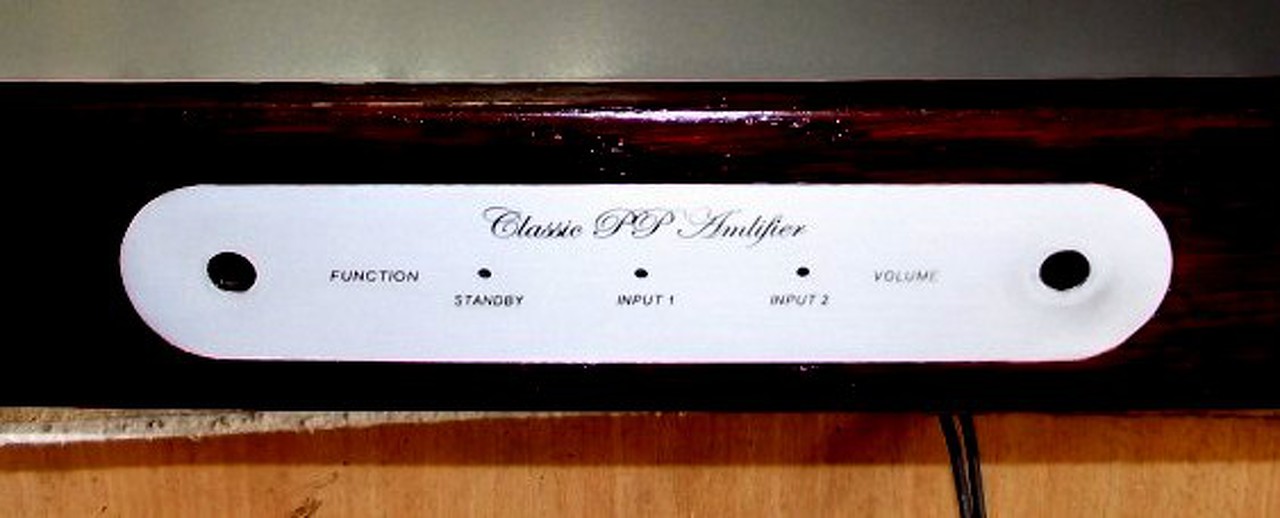 Classic PP Amlifier
FUNCTION
STANDBY
INPUT 1
INPUT 2
VOLUME